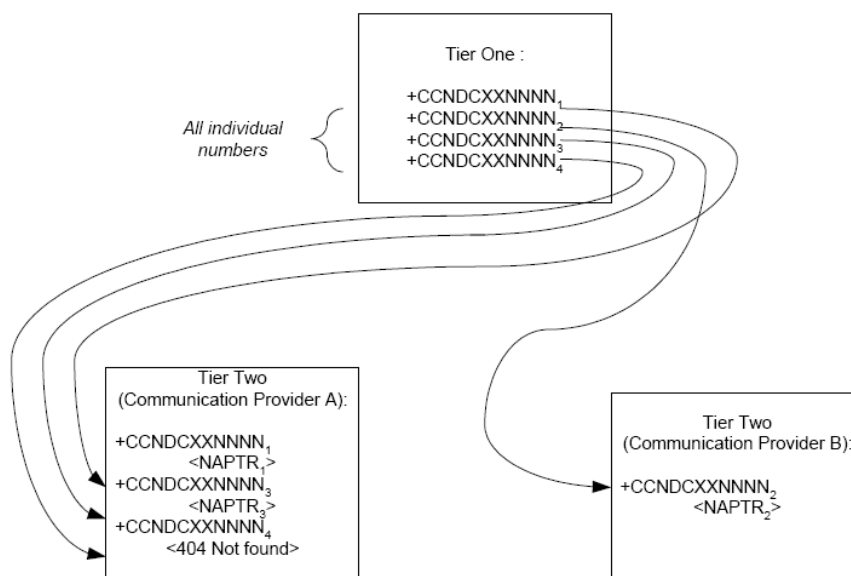 Tier One :
+CCNDCXXNNNN1
+CCNDCXXNNNN2
+CCNDCXXNNNN3
+CCNDCXXNNNN4
All individual
numbers
Tier Two
(Communication Provider A):
+CCNDCXXNNNN1
<NAPTR1>
+CCNDCXXNNNN3
<NAPTR3>
+CCNDCXXNNNN4
<404 Not found>
Tier Two
(Communication Provider B):
+CCNDCXXNNNN2
<NAPTR2>